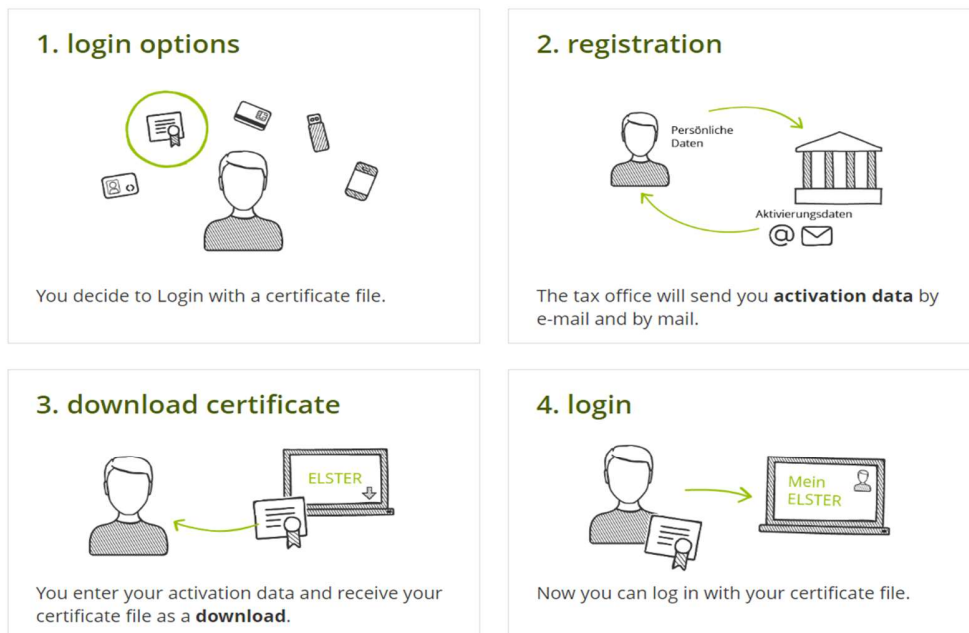 1. login options
You decide to Login with a certificate file.
2. registration
Persönliche
Daten
Aktivierungsdaten
@
The tax office will send you activation data by
e-mail and by mail.
3. download certificate
ELSTER
You enter your activation data and receive your
certificate file as a download.
4. login
Mein
ELSTER
Now you can log in with your certificate file.